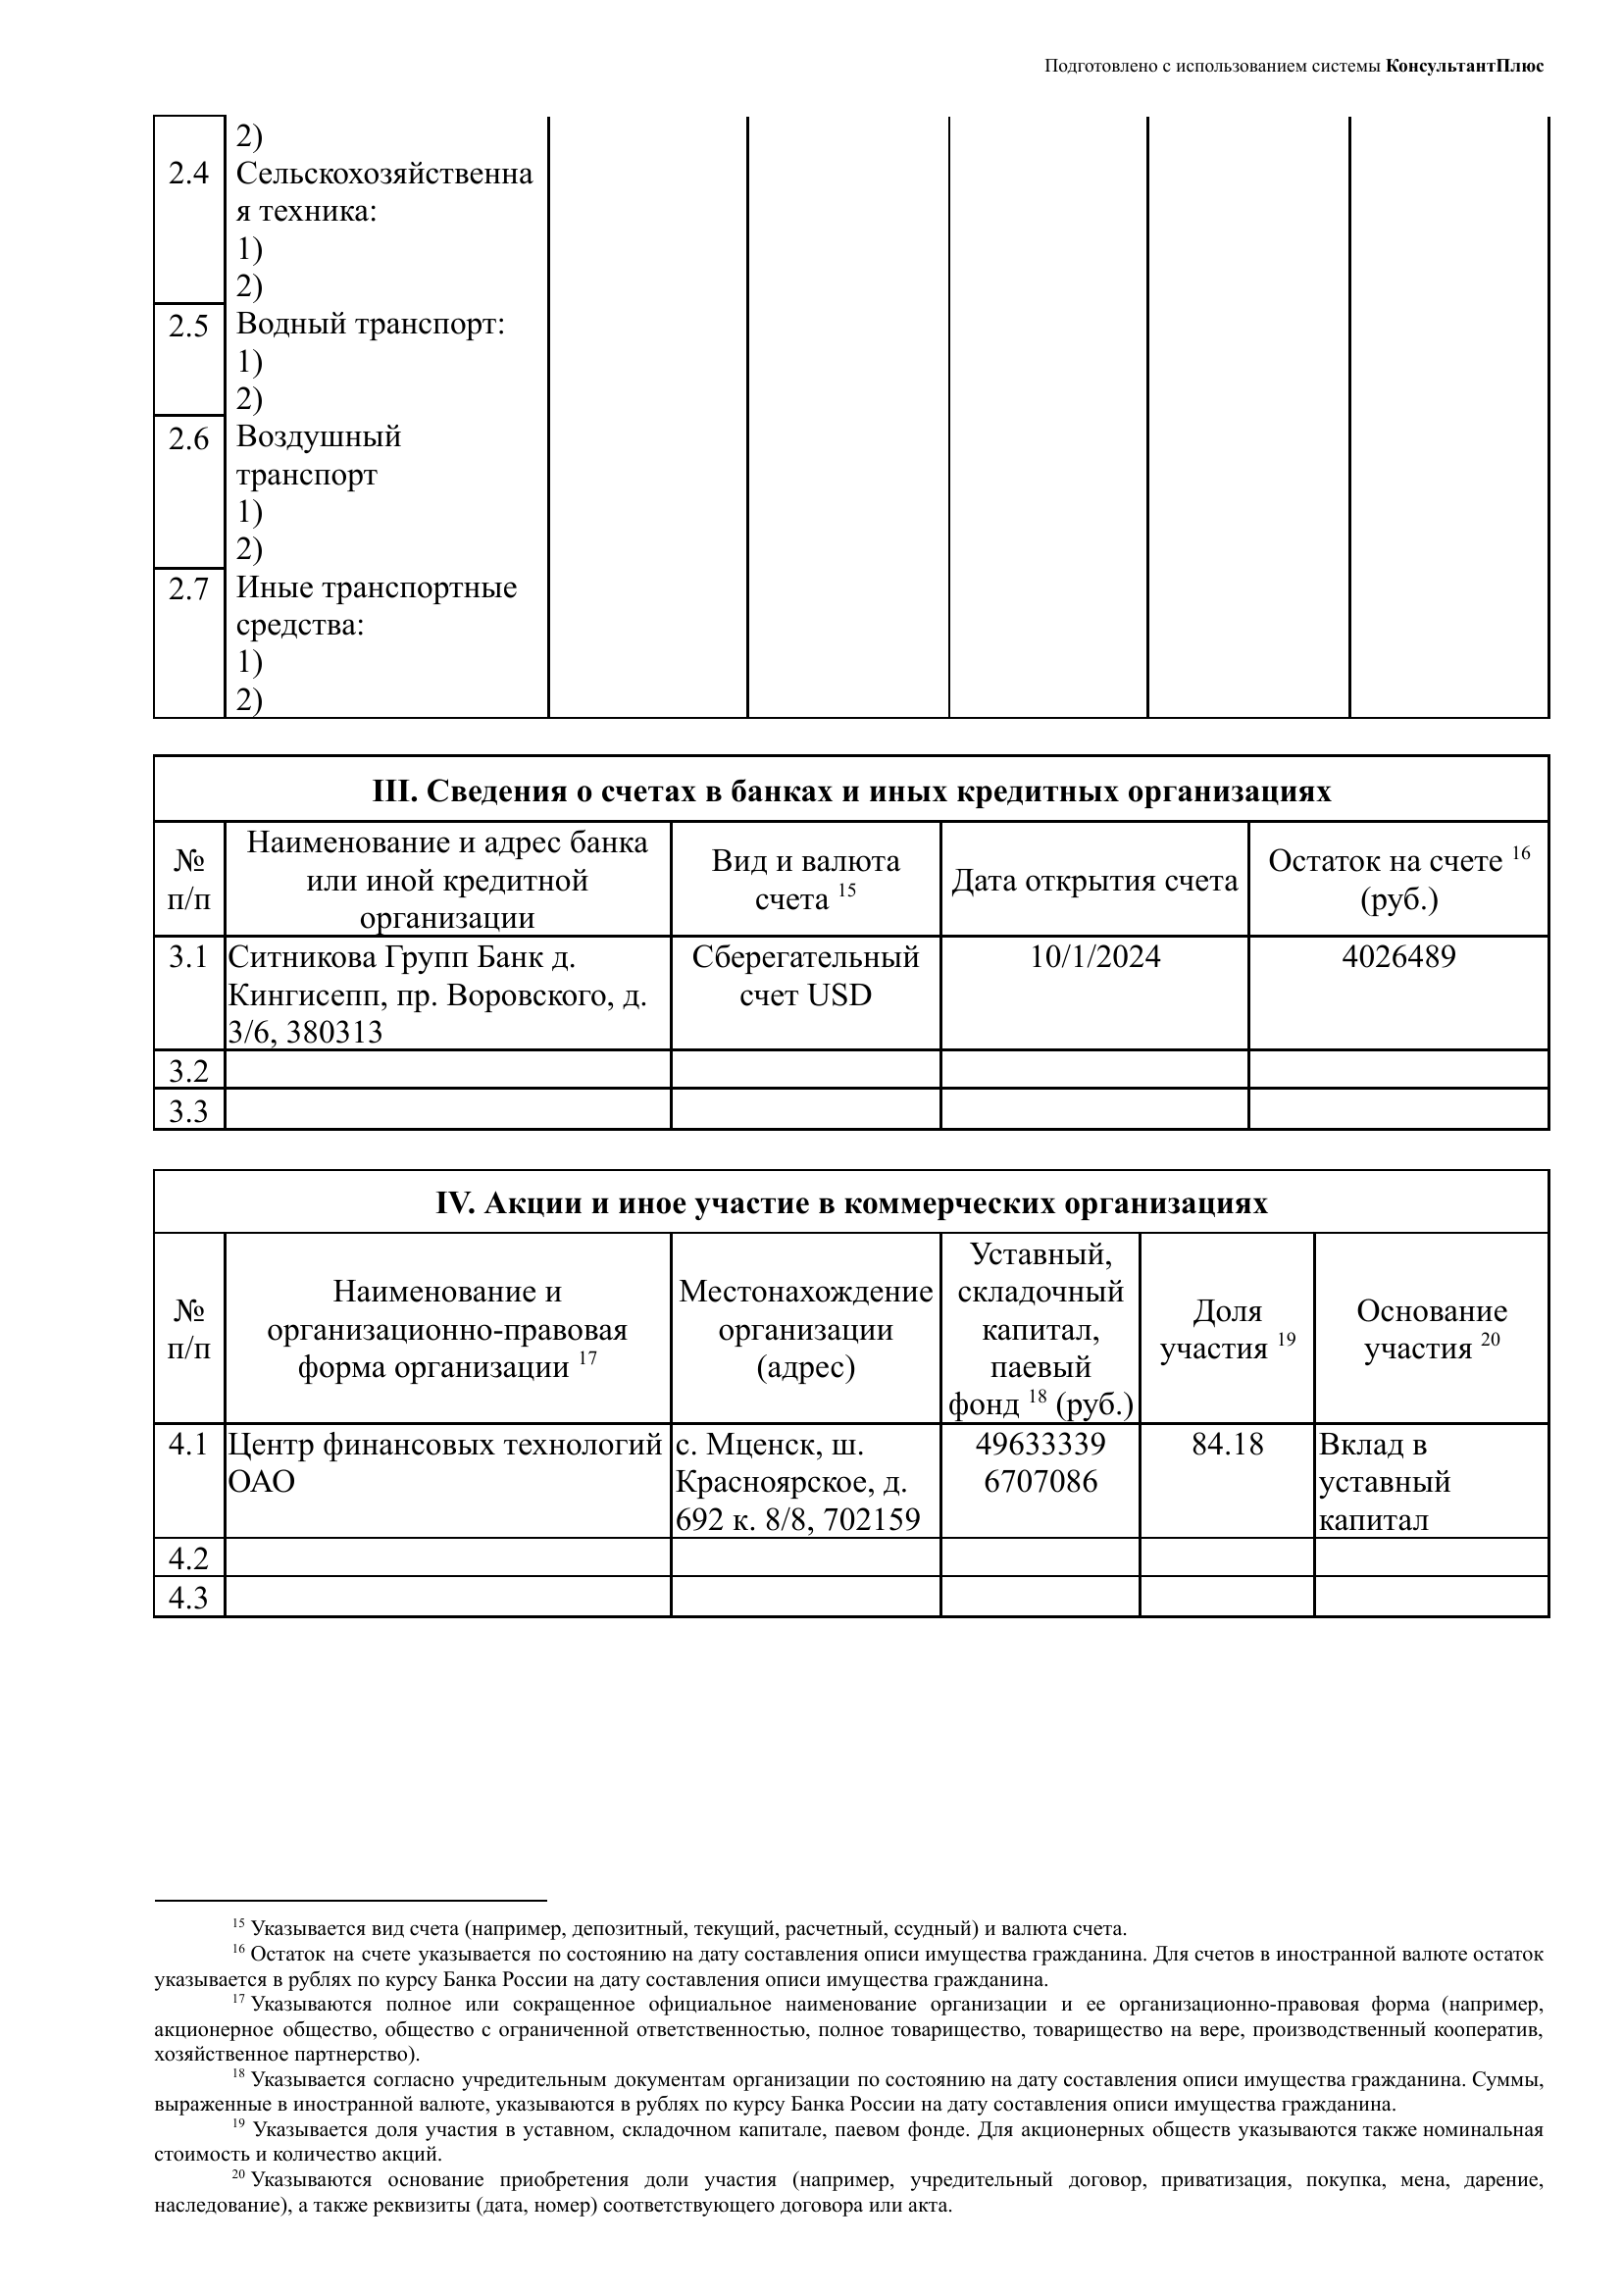 Подготовлено с использованием системы КонсультантПлюс
2)
2.4 Сельскохозяйственна
я техника:
1)
2)
2.5 Водный транспорт:
1)
2)
2.6 Воздушный
транспорт
1)
2)
2.7 Иные транспортные
средства:
1)
2)
III. Сведения о счетах в банках и иных кредитных организациях
№
п/п
Наименование и адрес банка
или иной кредитной
организации
Вид и валюта
счета 15
Дата открытия счета
Остаток на счете 16
(руб.)
3.1
Ситникова Групп Банк д.
Кингисепп, пр. Воровского, д.
3/6, 380313
Сберегательный
счет USD
10/1/2024
4026489
3.2
3.3
IV. Акции и иное участие в коммерческих организациях
№
п/п
Наименование и
организационно-правовая
форма организации 17
Местонахождение
организации
(адрес)
Уставный,
складочный
капитал,
паевый
фонд 18 (руб.)
Доля
участия 19
Основание
участия 20
4.1
Центр финансовых технологий
ОАО
с. Мценск, ш.
Красноярское, д.
692 к. 8/8, 702159
49633339
6707086
84.18
Вклад в
уставный
капитал
4.2
4.3
15 Указывается вид счета (например, депозитный, текущий, расчетный, ссудный) и валюта счета.
16 Остаток на счете указывается по состоянию на дату составления описи имущества гражданина. Для счетов в иностранной валюте остаток
указывается в рублях по курсу Банка России на дату составления описи имущества гражданина.
17 Указываются полное или сокращенное официальное наименование организации и ее организационно-правовая форма (например,
акционерное общество, общество с ограниченной ответственностью, полное товарищество, товарищество на вере, производственный кооператив,
хозяйственное партнерство).
18 Указывается согласно учредительным документам организации по состоянию на дату составления описи имущества гражданина. Суммы,
выраженные в иностранной валюте, указываются в рублях по курсу Банка России на дату составления описи имущества гражданина.
19 Указывается доля участия в уставном, складочном капитале, паевом фонде. Для акционерных обществ указываются также номинальная
стоимость и количество акций.
20 Указываются основание приобретения доли участия (например, учредительный договор, приватизация, покупка, мена, дарение,
наследование), а также реквизиты (дата, номер) соответствующего договора или акта.